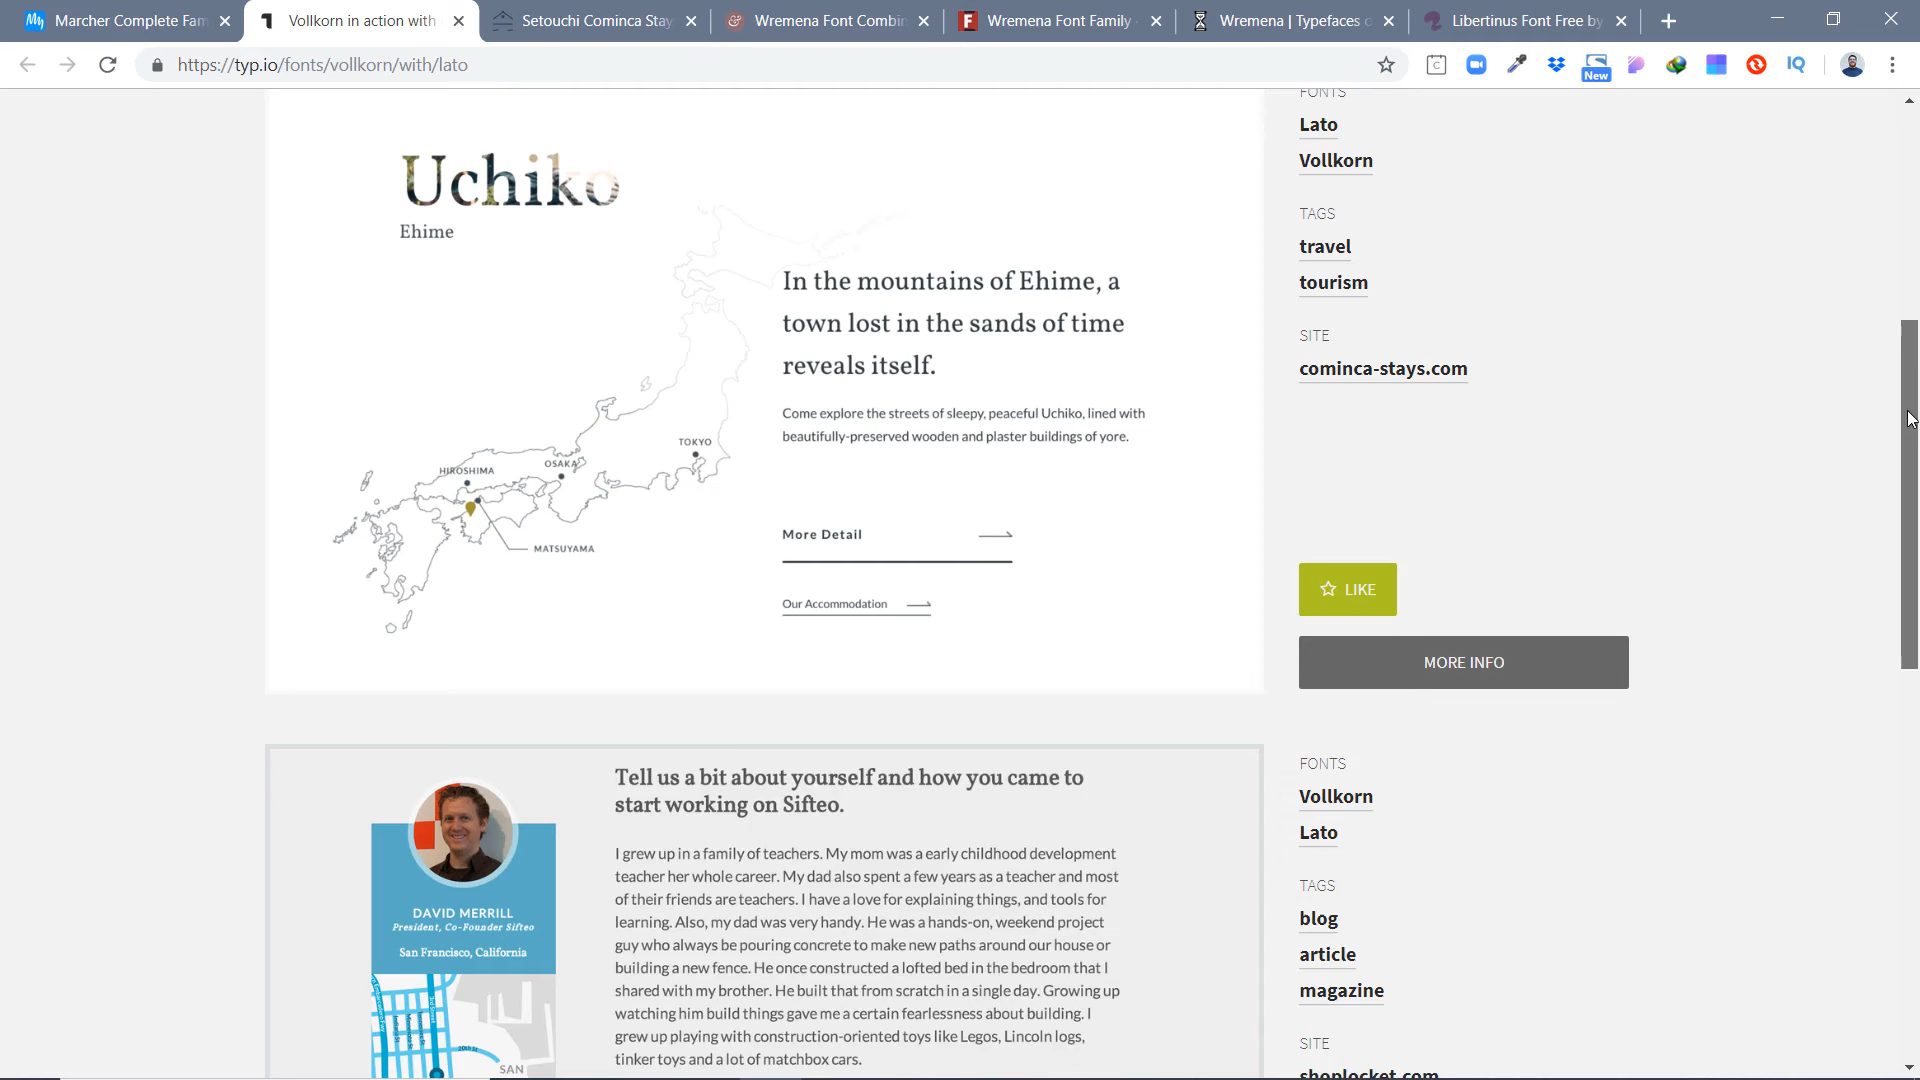 Marcher Complete Fam
Vollkorn in action with
Setouchi Cominca Stay
Wremena Font Combin
Wremena Font Family -
Wremena | Typefaces o
Libertinus Font Free by
https://typ.io/fonts/vollkorn/with/lato
New
IQ
FONTS
Lato
Vollkorn
TAGS
travel
tourism
SITE
cominca-stays.com
LIKE
MORE INFO
Uchiko
Ehime
In the mountains of Ehime, a
town lost in the sands of time
reveals itself.
Come explore the streets of sleepy, peaceful Uchiko, lined with
beautifully-preserved wooden and plaster buildings of yore.
TOKYO
OSAKA
HIROSHIMA
MATSUYAMA
More Detail
Our Accommodation
Tell us a bit about yourself and how you came to
start working on Sifteo.
I grew up in a family of teachers. My mom was a early childhood development
teacher her whole career. My dad also spent a few years as a teacher and most
of their friends are teachers. I have a love for explaining things, and tools for
learning. Also, my dad was very handy. He was a hands-on, weekend project
guy who always be pouring concrete to make new paths around our house or
building a new fence. He once constructed a lofted bed in the bedroom that I
shared with my brother. He built that from scratch in a single day. Growing up
watching him build things gave me a certain fearlessness about building. I
grew up playing with construction-oriented toys like Legos, Lincoln logs,
tinker toys and a lot of matchbox cars.
DAVID MERRILL
President, Co-Founder Sifteo
San Francisco, California
20th St
SAN
FONTS
Vollkorn
Lato
TAGS
blog
article
magazine
SITE
shoplocket.com